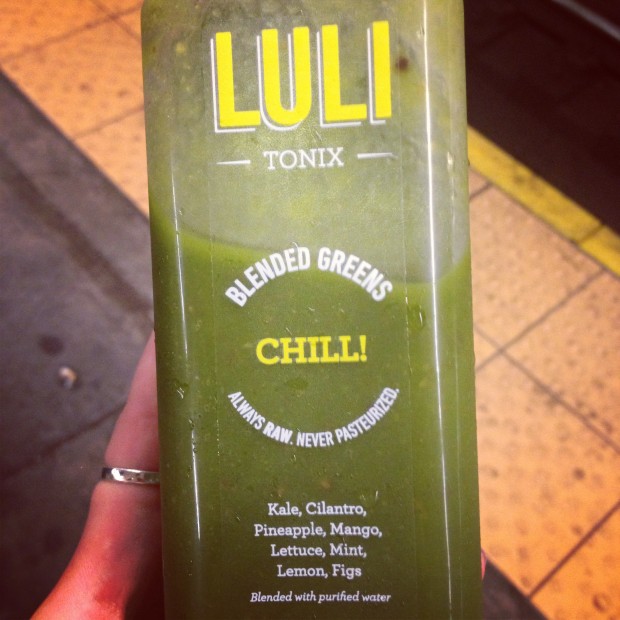 LULI
TONIX
BLENDED GREENS
CHILL!
ALWAYS RAW. NEVER PASTEURIZED.
Kale, Cilantro,
Pineapple, Mango,
Lettuce, Mint,
Lemon, Figs
Blended with purified water